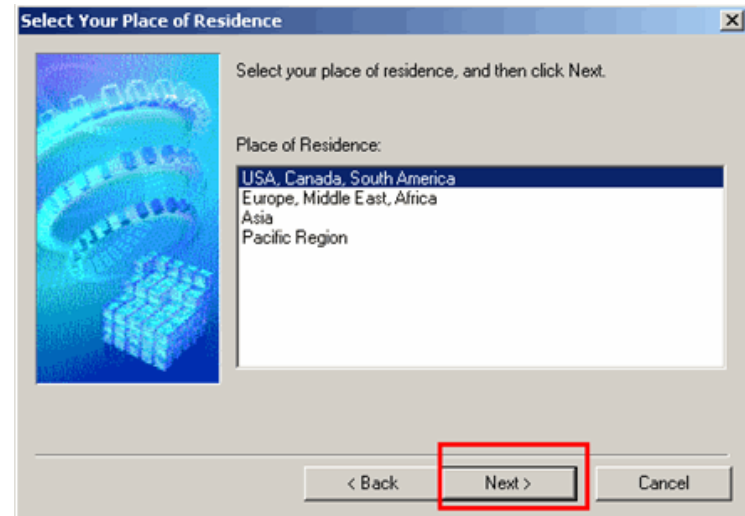 Select Your Place of Residence
Select your place of residence, and then click Next.
Place of Residence:
USA, Canada, South America
Europe, Middle East, Africa
Asia
Pacific Region
< Back Next > Cancel